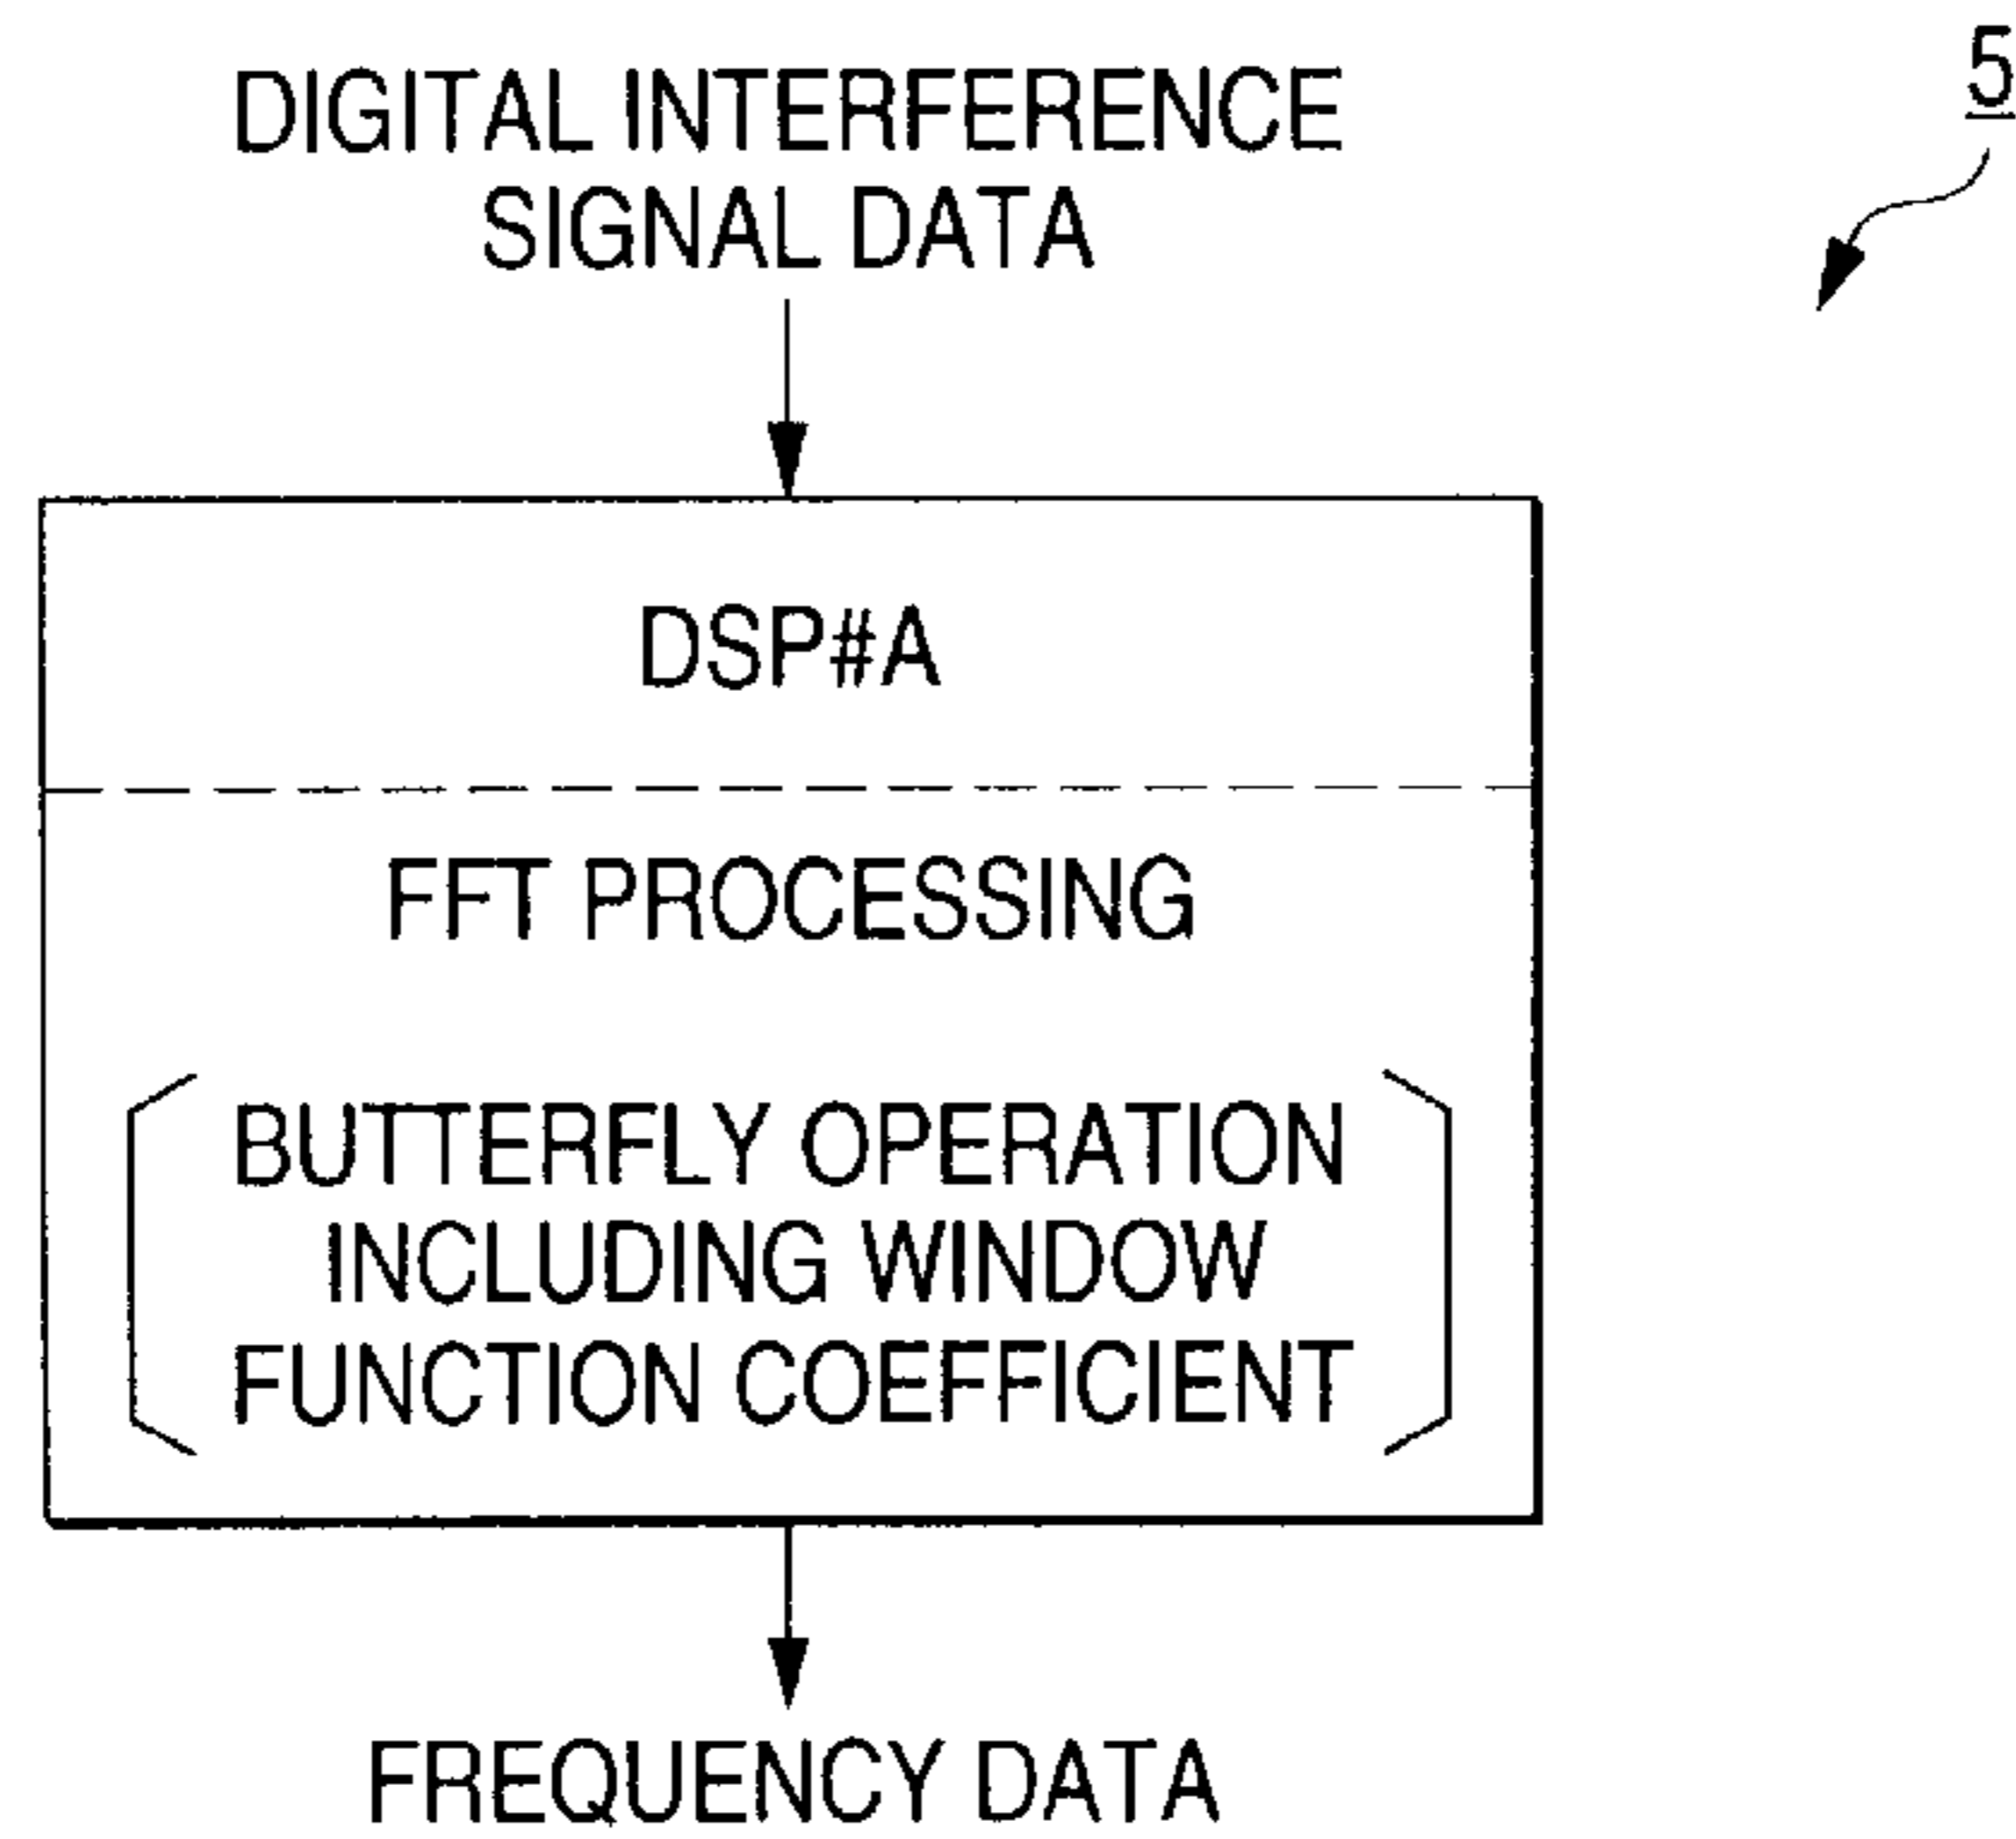 5
DIGITAL INTERFERENCE
SIGNAL DATA
DSP#A
FFT PROCESSING
BUTTERFLY OPERATION
INCLUDING WINDOW
FUNCTION COEFFICIENT
FREQUENCY DATA